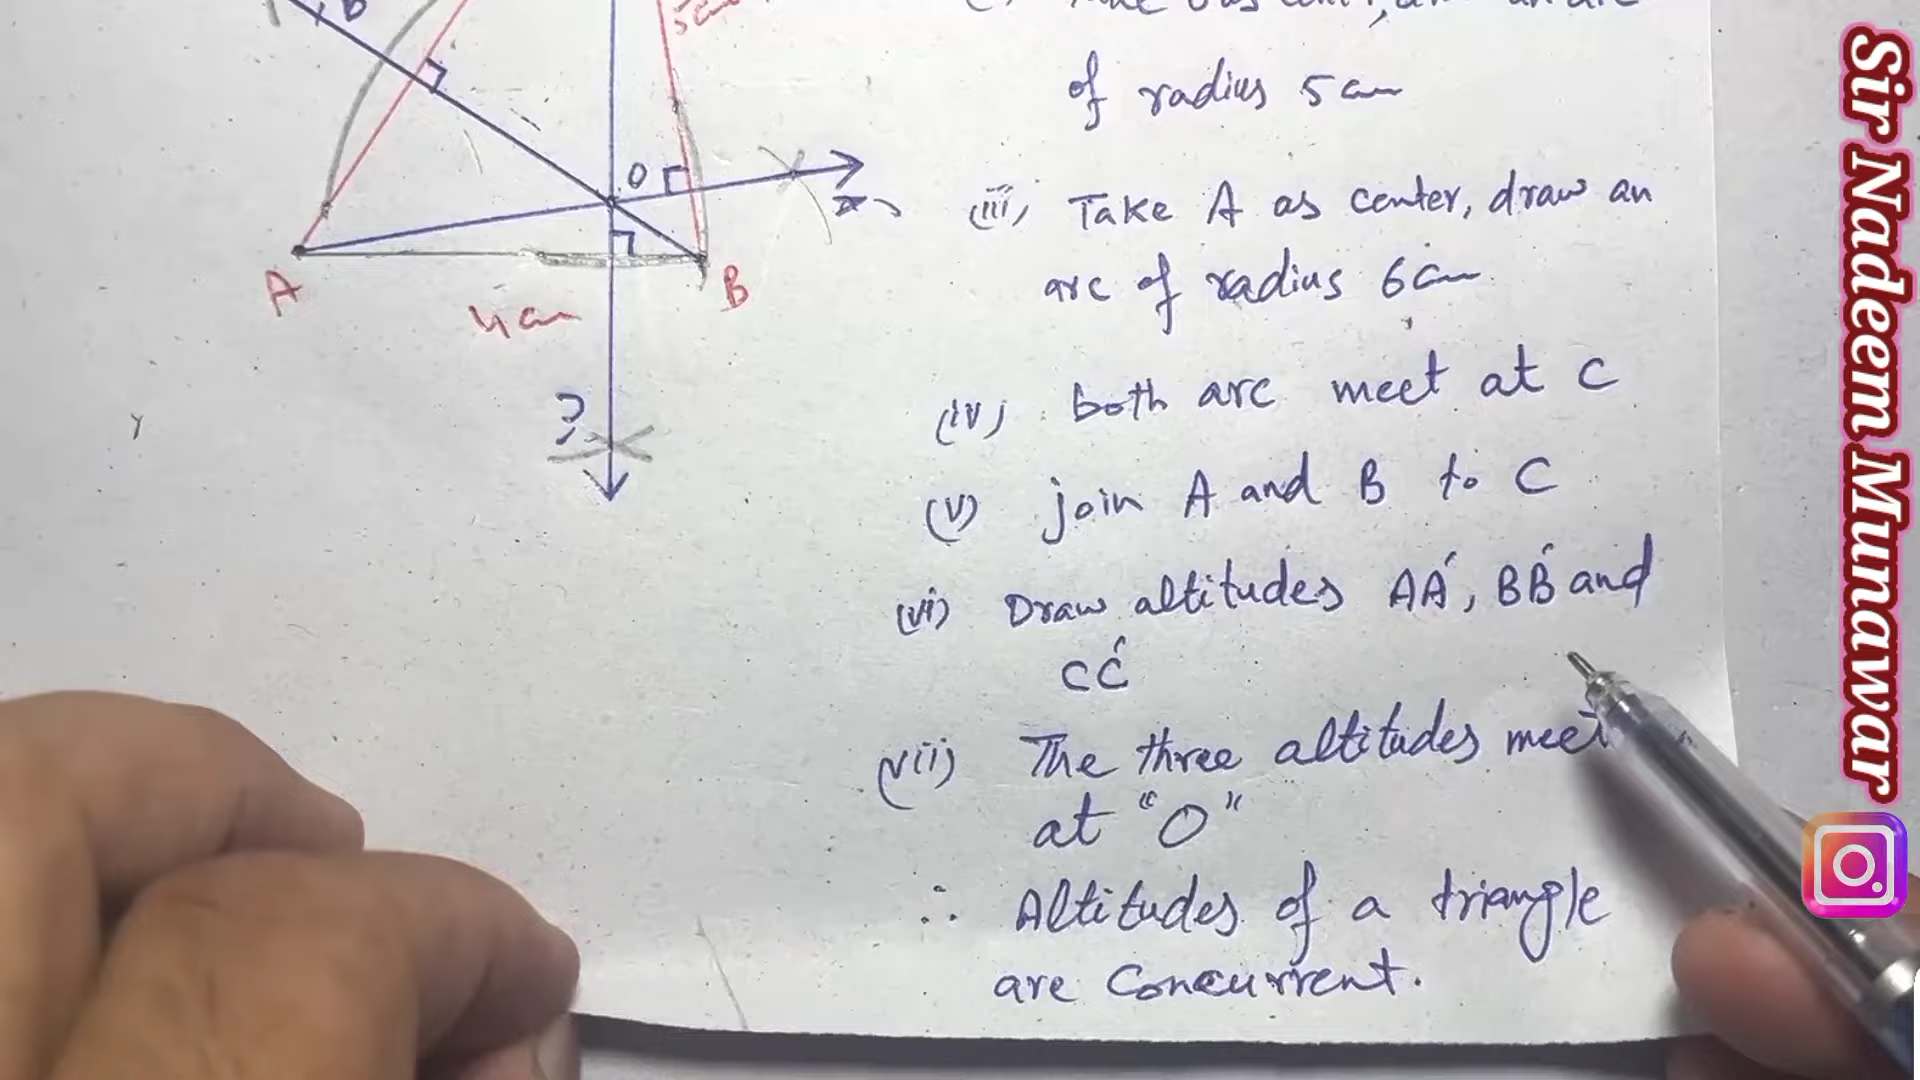 5cm
of radius 5cm
O
(iii) Take A as center, draw an
arc of radius 6cm
A
B
4cm
(iv) both arc meet at C
(v) join A and B to C
(vi) Draw altitudes AA', BB' and
CC'
(vii) The three altitudes meet
at "O"
∴ Altitudes of a triangle
are Concurrent.
Sir Nadeem Munawar